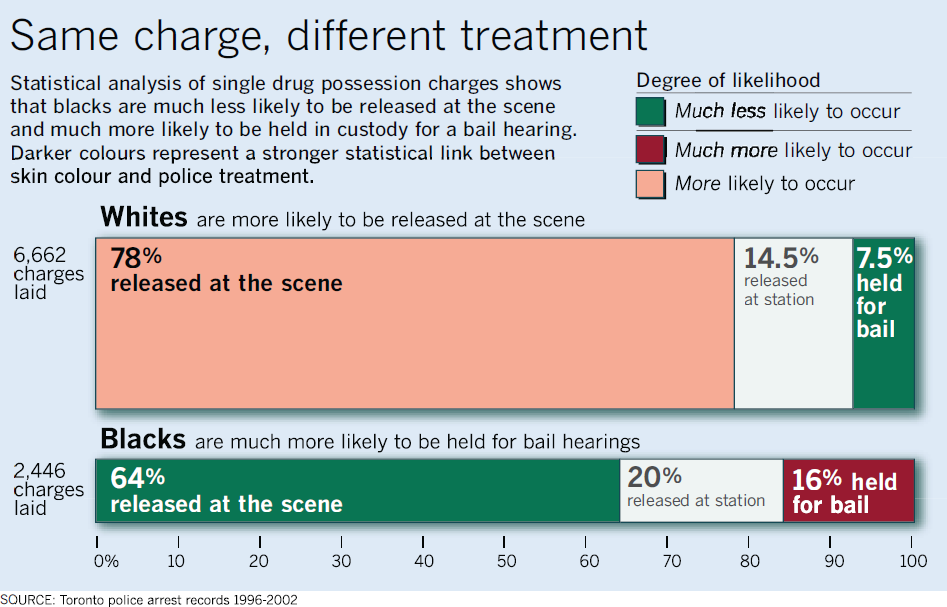 Same charge, different treatment
Statistical analysis of single drug possession charges shows
that blacks are much less likely to be released at the scene
and much more likely to be held in custody for a bail hearing.
Darker colours represent a stronger statistical link between
skin colour and police treatment.
Degree of likelihood
Much less likely to occur
Much more likely to occur
More likely to occur
Whites are more likely to be released at the scene
6,662
charges
laid
78%
released at the scene
14.5%
released
at station
7.5%
held
for
bail
Blacks are much more likely to be held for bail hearings
2,446
charges
laid
64%
released at the scene
20%
released at station
16% held
for bail
0% 10 20 30 40 50 60 70 80 90 100
SOURCE: Toronto police arrest records 1996-2002